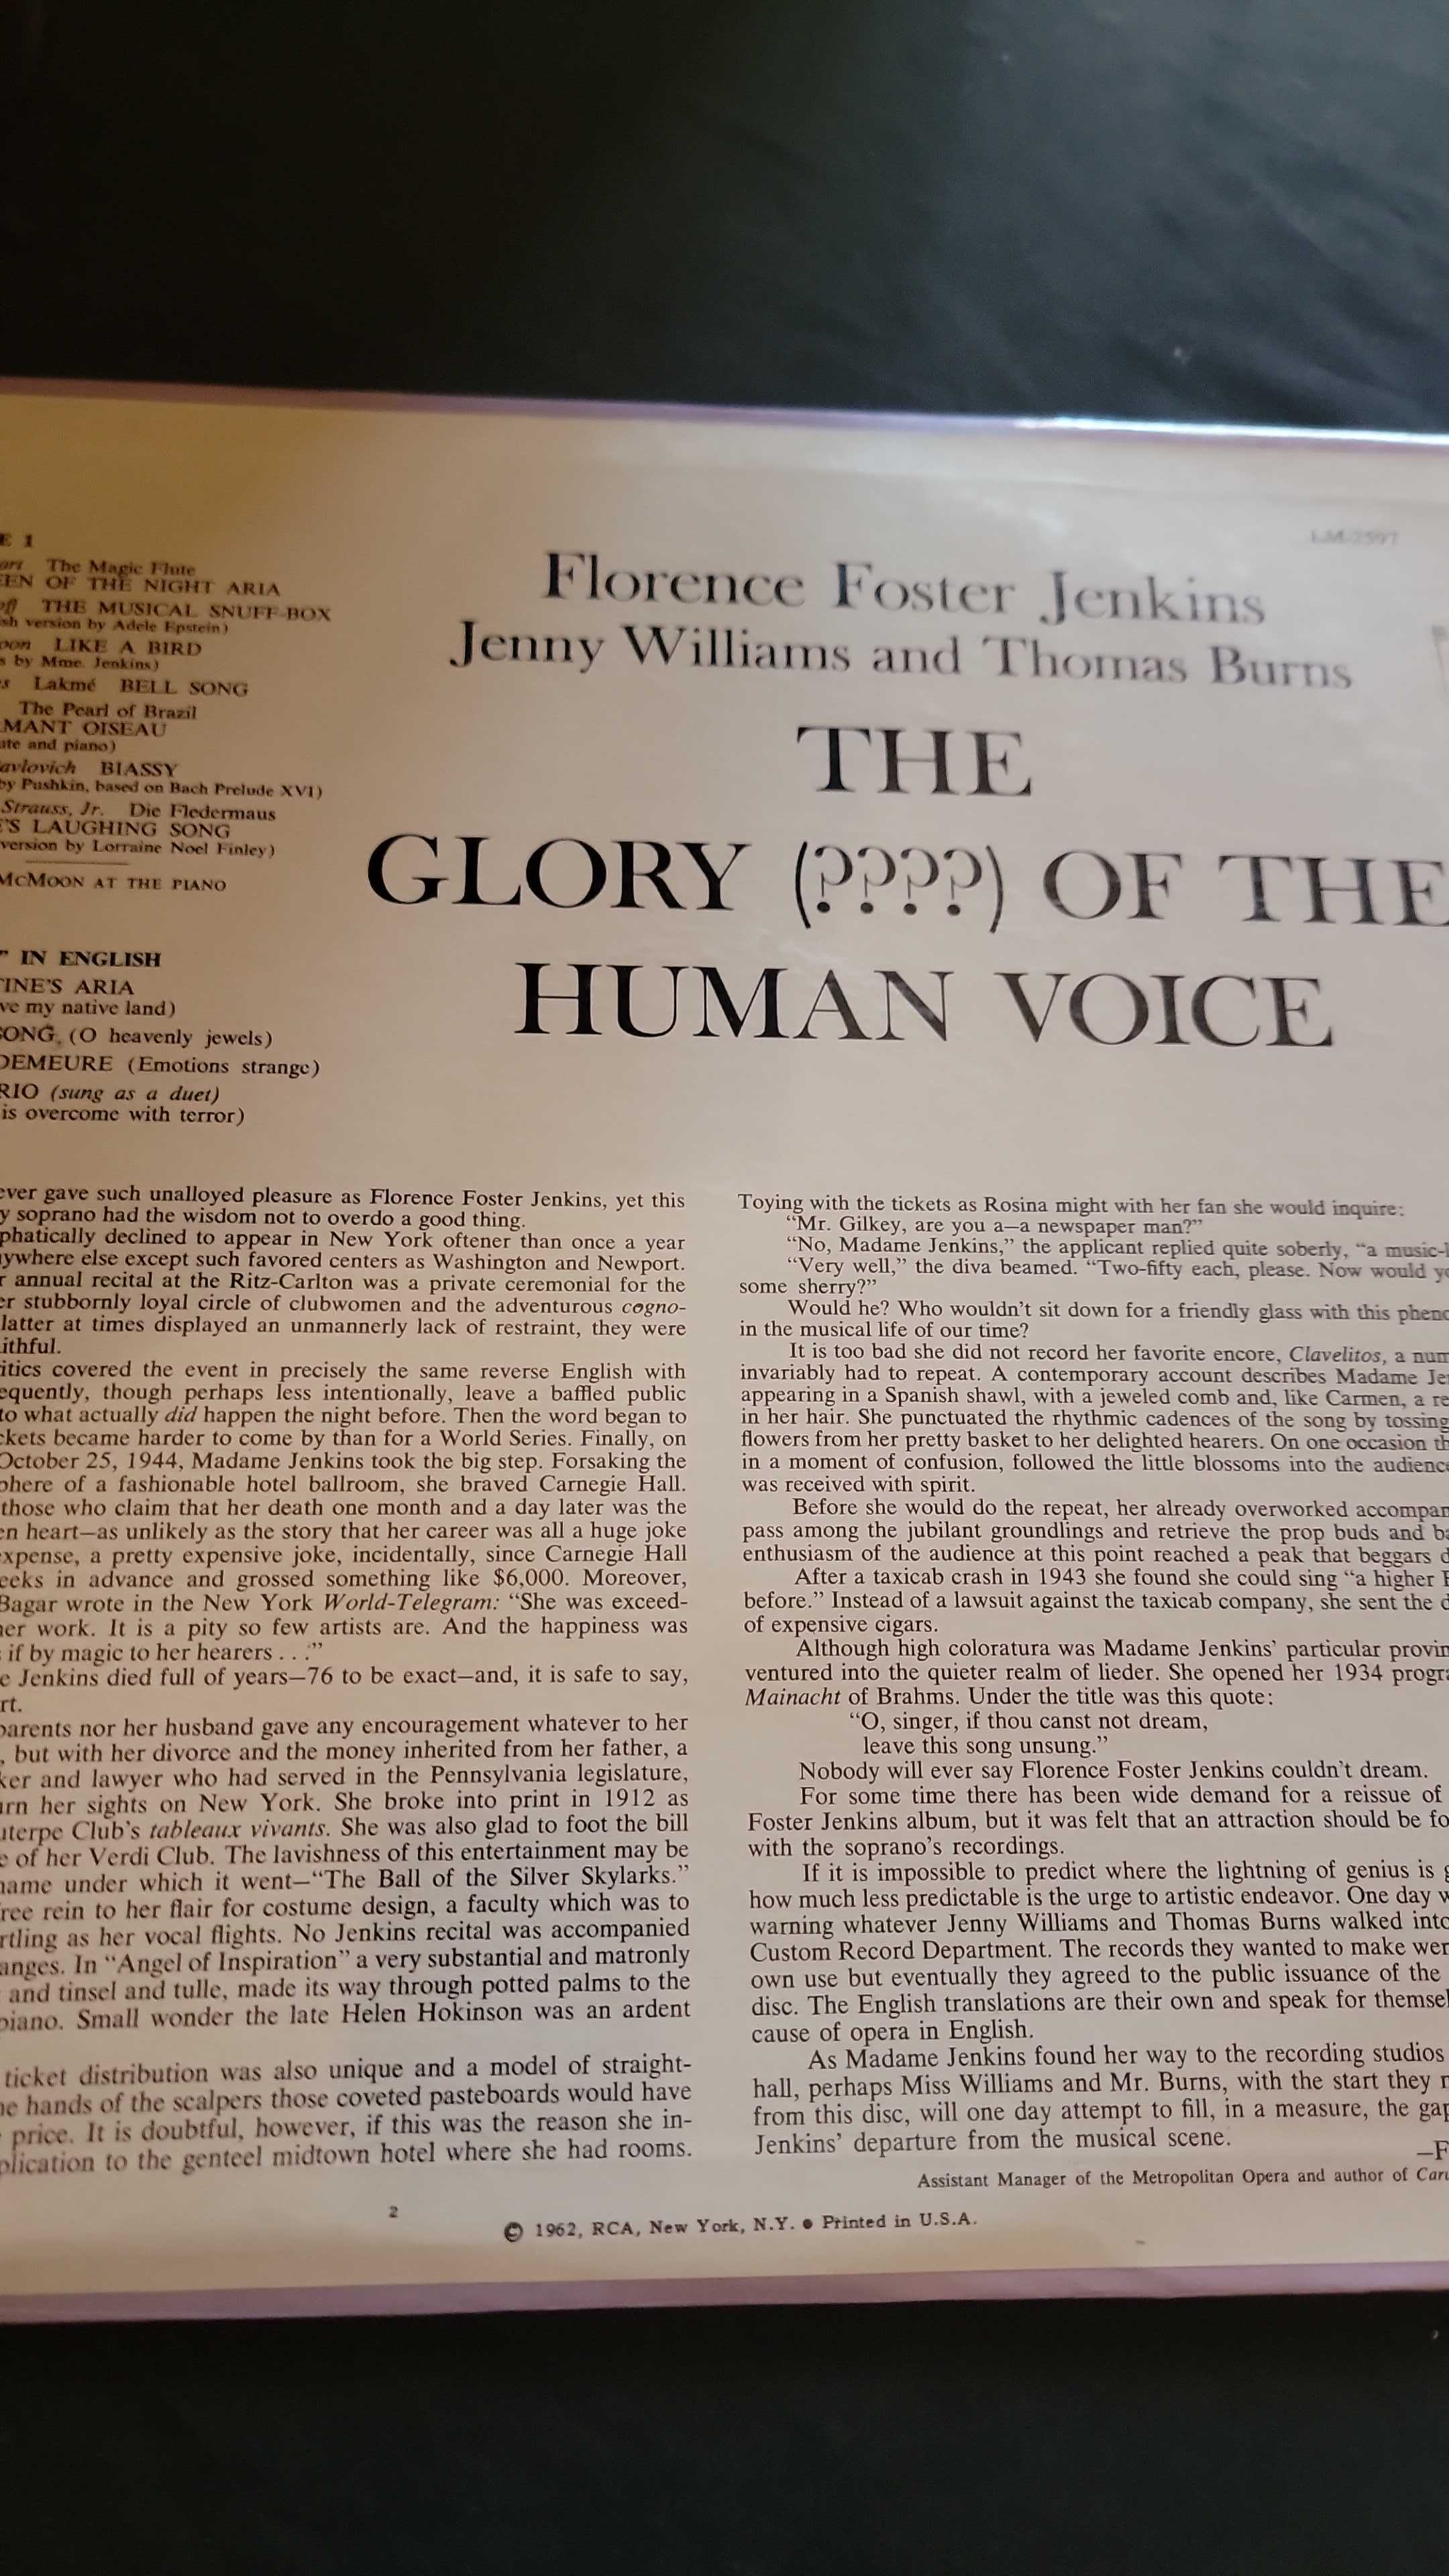 LM-2597
Florence Foster Jenkins
Jenny Williams and Thomas Burns
THE
GLORY (????) OF THE
HUMAN VOICE
E 1
art The Magic Flute
EEN OF THE NIGHT ARIA
off THE MUSICAL SNUFF-BOX
sh version by Adele Epstein)
oon LIKE A BIRD
s by Mme. Jenkins)
s Lakmé BELL SONG
The Pearl of Brazil
MANT OISEAU
ute and piano)
avlovich BIASSY
by Pushkin, based on Bach Prelude XVI)
Strauss, Jr. Die Fledermaus
E'S LAUGHING SONG
version by Lorraine Noel Finley)
McMOON AT THE PIANO
" IN ENGLISH
TINE'S ARIA
ve my native land)
SONG, (O heavenly jewels)
DEMEURE (Emotions strange)
RIO (sung as a duet)
is overcome with terror)
ever gave such unalloyed pleasure as Florence Foster Jenkins, yet this
y soprano had the wisdom not to overdo a good thing.
phatically declined to appear in New York oftener than once a year
ywhere else except such favored centers as Washington and Newport.
r annual recital at the Ritz-Carlton was a private ceremonial for the
er stubbornly loyal circle of clubwomen and the adventurous cogno-
latter at times displayed an unmannerly lack of restraint, they were
ithful.
itics covered the event in precisely the same reverse English with
equently, though perhaps less intentionally, leave a baffled public
to what actually did happen the night before. Then the word began to
ckets became harder to come by than for a World Series. Finally, on
October 25, 1944, Madame Jenkins took the big step. Forsaking the
phere of a fashionable hotel ballroom, she braved Carnegie Hall.
those who claim that her death one month and a day later was the
en heart—as unlikely as the story that her career was all a huge joke
expense, a pretty expensive joke, incidentally, since Carnegie Hall
eeks in advance and grossed something like $6,000. Moreover,
Bagar wrote in the New York World-Telegram: “She was exceed-
her work. It is a pity so few artists are. And the happiness was
if by magic to her hearers . . .”
e Jenkins died full of years—76 to be exact—and, it is safe to say,
rt.
parents nor her husband gave any encouragement whatever to her
, but with her divorce and the money inherited from her father, a
ker and lawyer who had served in the Pennsylvania legislature,
urn her sights on New York. She broke into print in 1912 as
uterpe Club's tableaux vivants. She was also glad to foot the bill
e of her Verdi Club. The lavishness of this entertainment may be
name under which it went—“The Ball of the Silver Skylarks.”
free rein to her flair for costume design, a faculty which was to
rtling as her vocal flights. No Jenkins recital was accompanied
anges. In “Angel of Inspiration” a very substantial and matronly
and tinsel and tulle, made its way through potted palms to the
piano. Small wonder the late Helen Hokinson was an ardent
ticket distribution was also unique and a model of straight-
he hands of the scalpers those coveted pasteboards would have
price. It is doubtful, however, if this was the reason she in-
plication to the genteel midtown hotel where she had rooms.
Toying with the tickets as Rosina might with her fan she would inquire:
“Mr. Gilkey, are you a—a newspaper man?”
“No, Madame Jenkins,” the applicant replied quite soberly, “a music-l
“Very well,” the diva beamed. “Two-fifty each, please. Now would yo
some sherry?”
Would he? Who wouldn't sit down for a friendly glass with this pheno
in the musical life of our time?
It is too bad she did not record her favorite encore, Clavelitos, a num
invariably had to repeat. A contemporary account describes Madame Je
appearing in a Spanish shawl, with a jeweled comb and, like Carmen, a re
in her hair. She punctuated the rhythmic cadences of the song by tossing
flowers from her pretty basket to her delighted hearers. On one occasion th
in a moment of confusion, followed the little blossoms into the audience
was received with spirit.
Before she would do the repeat, her already overworked accompan
pass among the jubilant groundlings and retrieve the prop buds and ba
enthusiasm of the audience at this point reached a peak that beggars d
After a taxicab crash in 1943 she found she could sing “a higher F
before.” Instead of a lawsuit against the taxicab company, she sent the d
of expensive cigars.
Although high coloratura was Madame Jenkins' particular provin
ventured into the quieter realm of lieder. She opened her 1934 progra
Mainacht of Brahms. Under the title was this quote:
“O, singer, if thou canst not dream,
leave this song unsung.”
Nobody will ever say Florence Foster Jenkins couldn't dream.
For some time there has been wide demand for a reissue of
Foster Jenkins album, but it was felt that an attraction should be fo
with the soprano's recordings.
If it is impossible to predict where the lightning of genius is g
how much less predictable is the urge to artistic endeavor. One day w
warning whatever Jenny Williams and Thomas Burns walked into
Custom Record Department. The records they wanted to make wer
own use but eventually they agreed to the public issuance of the
disc. The English translations are their own and speak for themsel
cause of opera in English.
As Madame Jenkins found her way to the recording studios
hall, perhaps Miss Williams and Mr. Burns, with the start they m
from this disc, will one day attempt to fill, in a measure, the gap
Jenkins' departure from the musical scene.
—F
Assistant Manager of the Metropolitan Opera and author of Caru
2
© 1962, RCA, New York, N.Y. ● Printed in U.S.A.